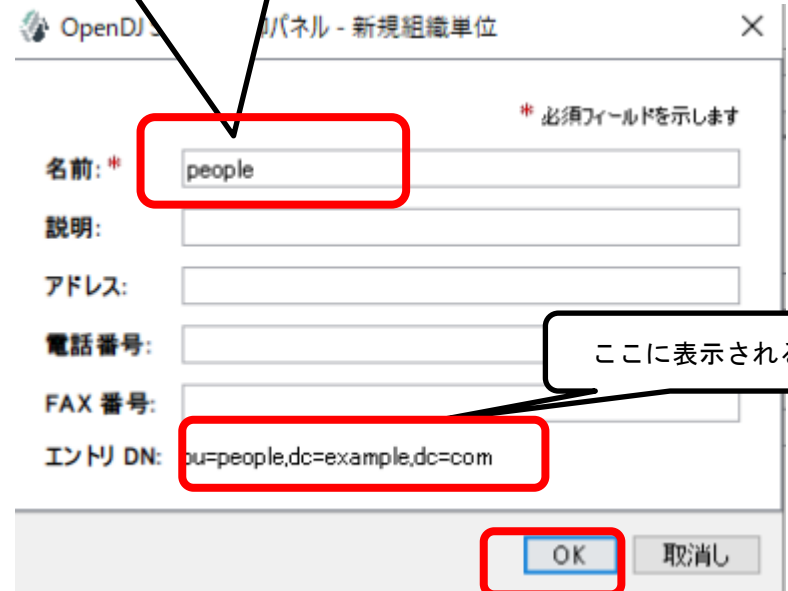 OpenDJ パネル - 新規組織単位
* 必須フィールドを示します
名前: * people
説明:
アドレス:
電話番号:
ここに表示され
FAX 番号:
エントリ DN: ou=people,dc=example,dc=com
OK 取消し